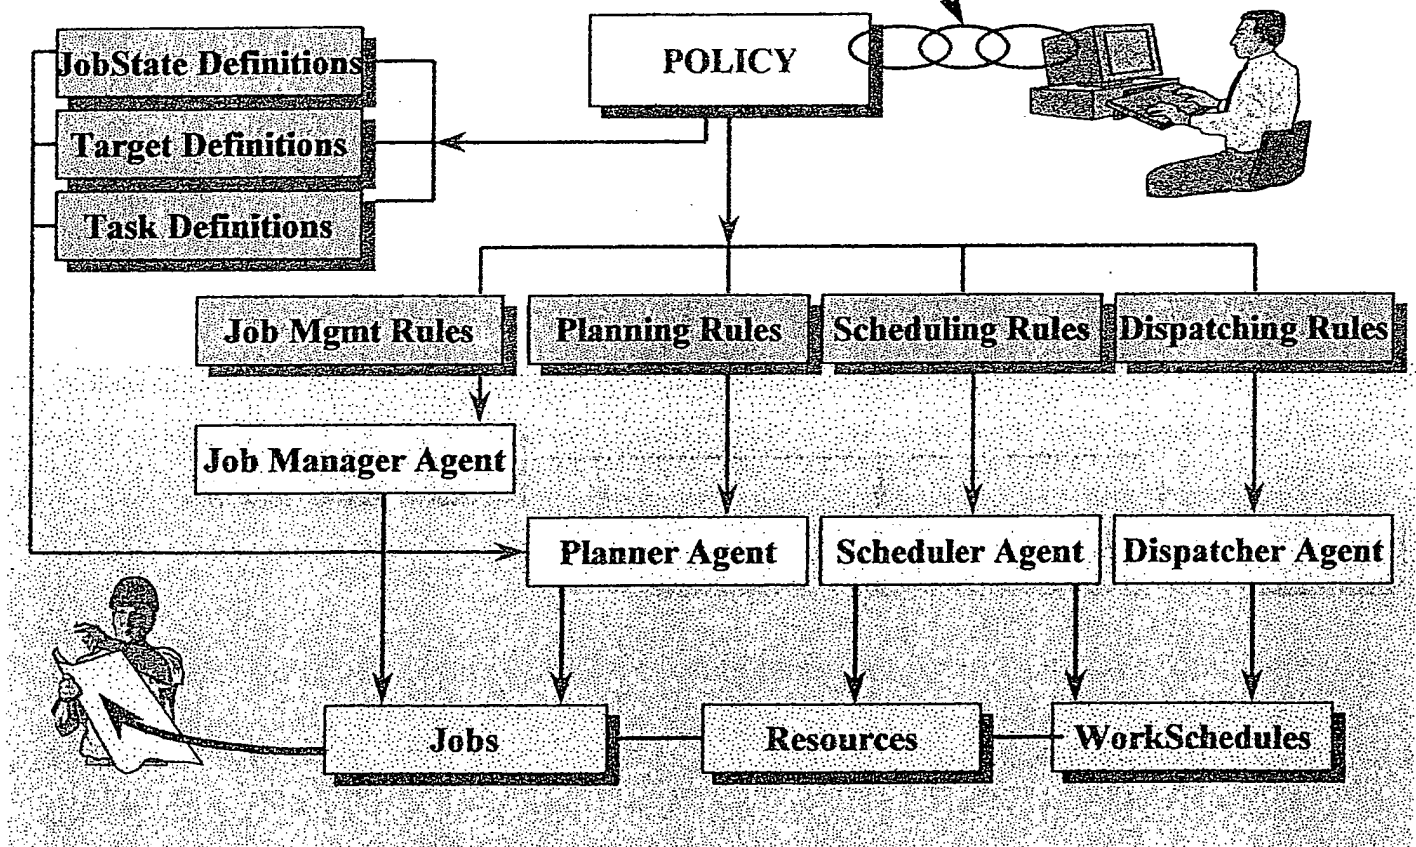 POLICY
JobState Definitions
Target Definitions
Task Definitions
Job Mgmt Rules
Planning Rules
Scheduling Rules
Dispatching Rules
Job Manager Agent
Planner Agent
Scheduler Agent
Dispatcher Agent
Jobs
Resources
WorkSchedules